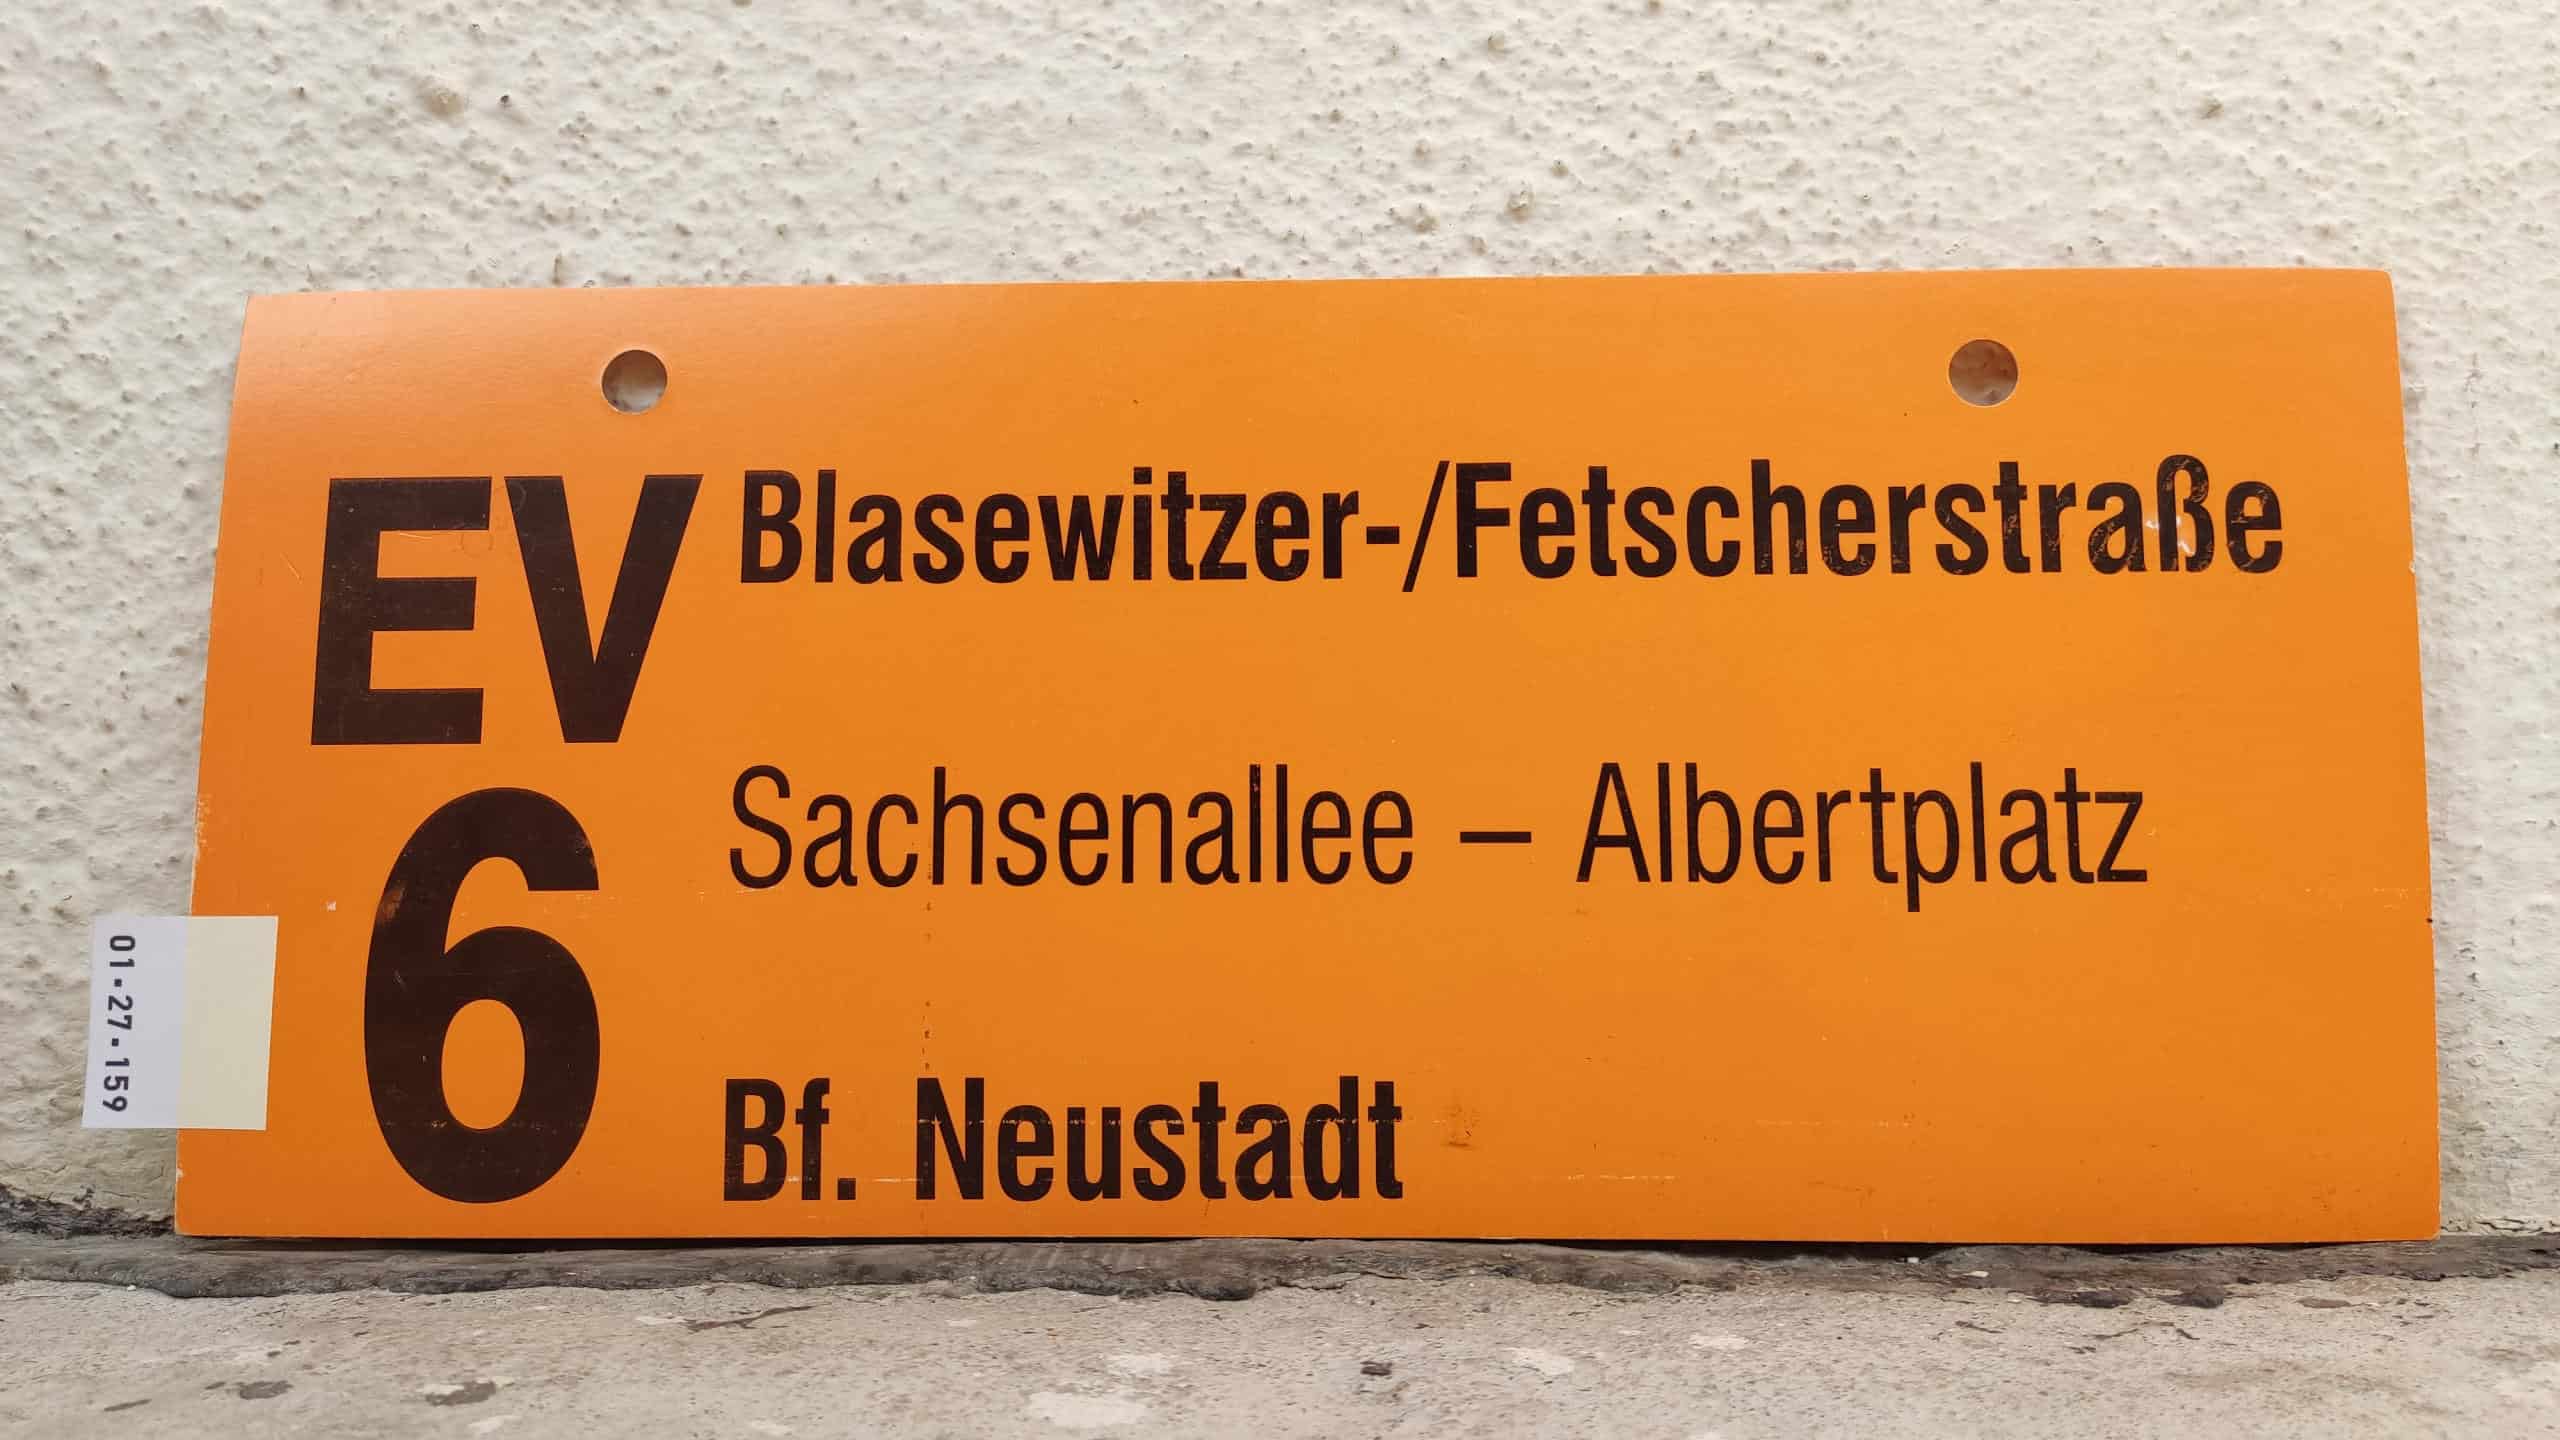 EV Blasewitzer-/Fetscherstraße
Sachsenallee – Albertplatz
6
Bf. Neustadt
01·27·159